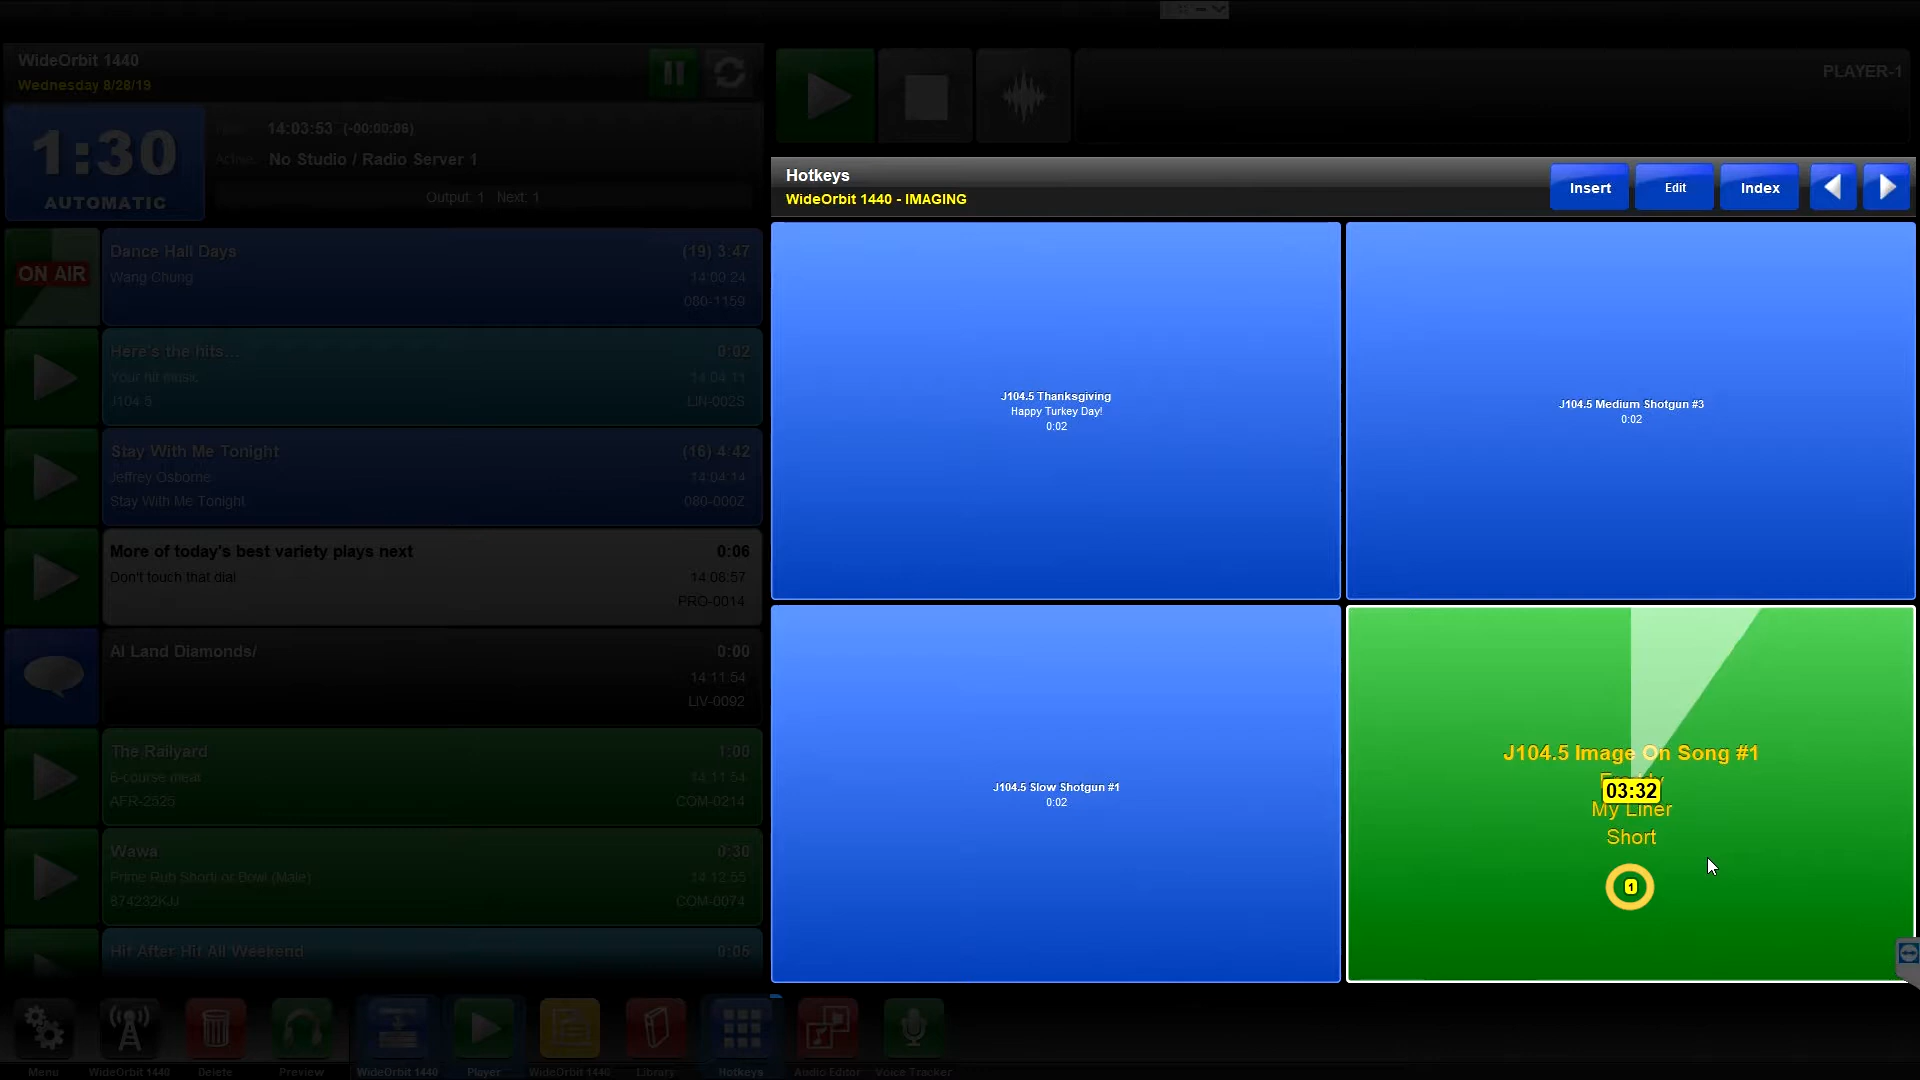 WideOrbit 1440
Wednesday 8/28/19
1:30
AUTOMATIC
14:03:53 (-00:00:06)
No Studio / Radio Server 1
Output: 1 Next: 1
PLAYER-1
Hotkeys
WideOrbit 1440 - IMAGING
Insert
Edit
Index
ON AIR
Dance Hall Days
(19) 3:47
Wang Chung
14:00:24
080-1159
Here's the hits...
0:02
Your hit music
14:04:11
J104.5
LIN-002S
Stay With Me Tonight
(16) 4:42
Jeffrey Osborne
14:04:14
Stay With Me Tonight
080-000Z
More of today's best variety plays next
0:06
Don't touch that dial
14:08:57
PRO-0014
Al Land Diamonds/
0:00
14:11:54
LIV-0092
The Railyard
1:00
14:11:54
AFR-2525
COM-0214
Wawa
0:30
Prime Rub Shorti or Bowl (Male)
14:12:55
874232KJJ
COM-0074
Hit After Hit All Weekend
0:05
J104.5 Thanksgiving
Happy Turkey Day!
0:02
J104.5 Medium Shotgun #3
0:02
J104.5 Slow Shotgun #1
0:02
J104.5 Image On Song #1
03:32
My Liner
Short
1
Menu
WideOrbit 1440
Delete
Preview
WideOrbit 1440
Player
WideOrbit 1440
Library
Hotkeys
Audio Editor
Voice Tracker